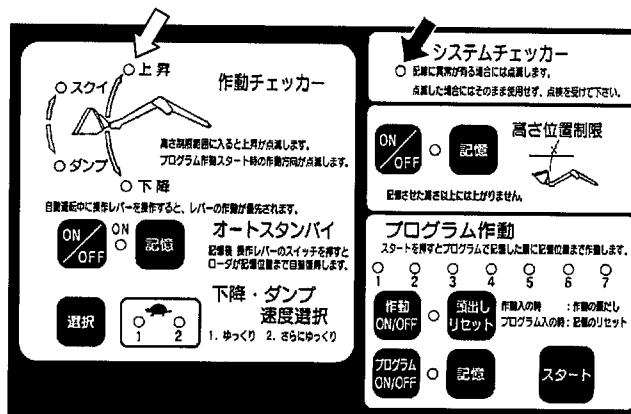 上昇
スクイ
作動チェッカー
高さ制限範囲に入ると上昇が点滅します。
プログラム作動スタート時の作動方向が点滅します。
ダンプ
下降
自動運転中に操作レバーを操作すると、レバーの作動が優先されます。
ON/OFF
ON
記憶
オートスタンバイ
記憶後 操作レバーのスイッチを押すと
ローダが記憶位置まで自動復帰します。
選択
1 2
下降・ダンプ
速度選択
1. ゆっくり 2. さらにゆっくり
システムチェッカー
記憶に異常が有る場合には点滅します。
点滅した場合にはそのまま使用せず、点検を受けて下さい。
ON/OFF
記憶
高さ位置制限
記憶させた高さ以上には上がりません。
プログラム作動
スタートを押すとプログラムで記憶した順に記憶位置まで作動します。
1 2 3 4 5 6 7
作動
ON/OFF
頭出し
リセット
作動入の時 :作動の頭だし
プログラム入の時:記憶のリセット
プログラム
ON/OFF
記憶
スタート